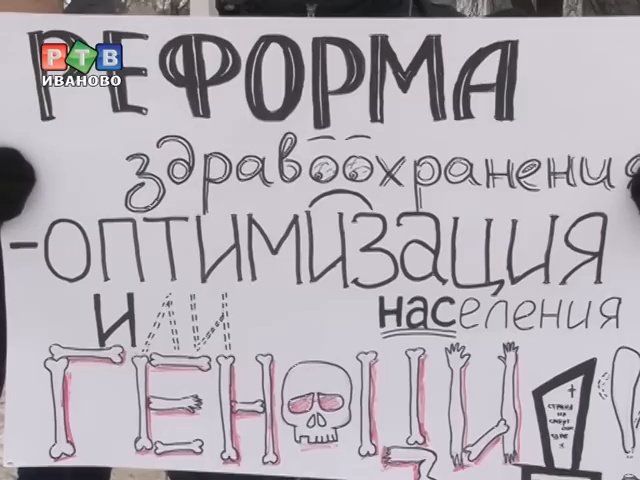 РТВ
ИВАНОВО
РЕФОРМА
здравоохранения
-ОПТИМИЗАЦИЯ
ИЛИ населения
ГЕНОЦИД!